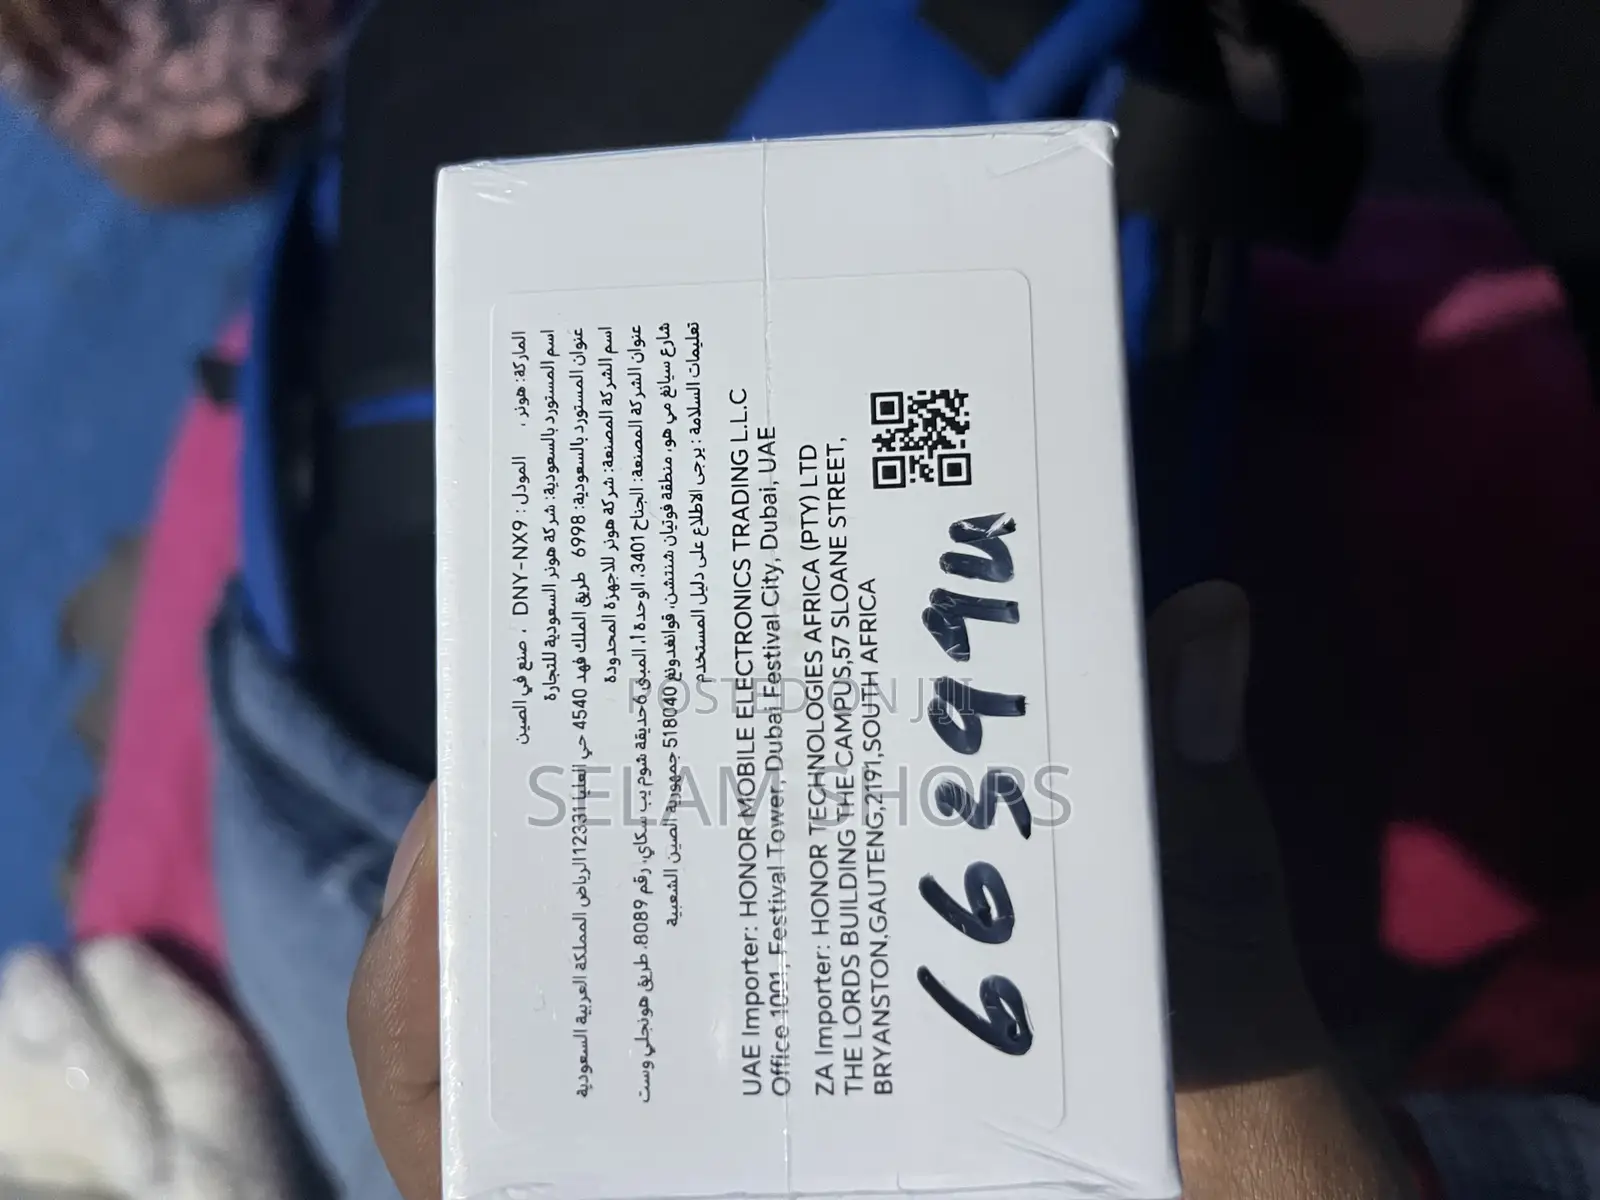 الماركة: هونر، الموديل: DNY-NX9 ، صنع في الصين
اسم المستورد بالسعودية: شركة هونر السعودية للتجارة
عنوان المستورد بالسعودية: 6998 طريق الملك فهد 4540 حي العليا 12331 الرياض المملكة العربية السعودية
اسم الشركة المصنعة: شركة هونر للاجهزة المحدودة
عنوان الشركة المصنعة: الجناح 3401، الوحدة أ، المبنى 6 حديقة شوم يب سكاي، رقم 8089، طريق هونجلي وست
شارع سيانغ مي هو، منطقة فوتيان شنتشن، قوانغدونغ 518040 جمهورية الصين الشعبية
تعليمات السلامة : يرجى الاطلاع على دليل المستخدم
UAE Importer: HONOR MOBILE ELECTRONICS TRADING L.L.C
Office 1001, Festival Tower, Dubai Festival City, Dubai, UAE
ZA Importer: HONOR TECHNOLOGIES AFRICA (PTY) LTD
THE LORDS BUILDING THE CAMPUS,57 SLOANE STREET,
BRYANSTON,GAUTENG,2191,SOUTH AFRICA
POSTED ON JIJI
SELAM SHOPS